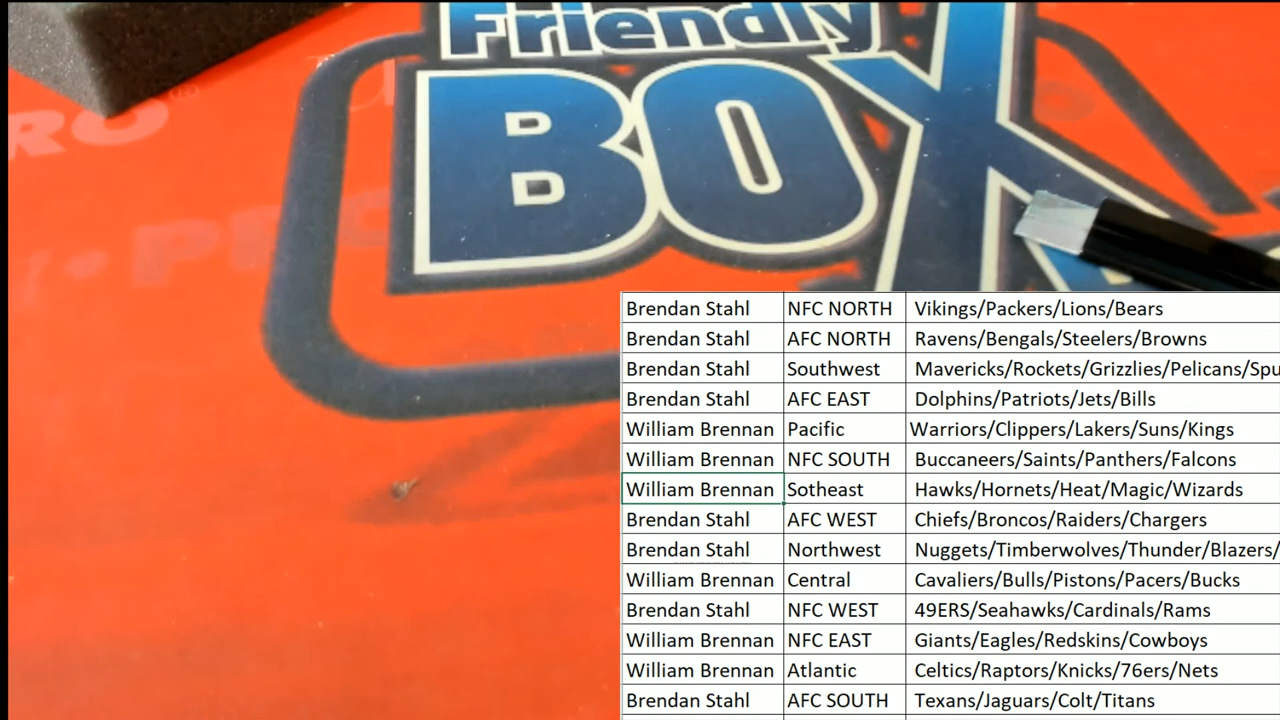 Friendly
BOX
RO
PRO
Brendan Stahl NFC NORTH Vikings/Packers/Lions/Bears
Brendan Stahl AFC NORTH Ravens/Bengals/Steelers/Browns
Brendan Stahl Southwest Mavericks/Rockets/Grizzlies/Pelicans/Spu
Brendan Stahl AFC EAST Dolphins/Patriots/Jets/Bills
William Brennan Pacific Warriors/Clippers/Lakers/Suns/Kings
William Brennan NFC SOUTH Buccaneers/Saints/Panthers/Falcons
William Brennan Sotheast Hawks/Hornets/Heat/Magic/Wizards
Brendan Stahl AFC WEST Chiefs/Broncos/Raiders/Chargers
Brendan Stahl Northwest Nuggets/Timberwolves/Thunder/Blazers/
William Brennan Central Cavaliers/Bulls/Pistons/Pacers/Bucks
Brendan Stahl NFC WEST 49ERS/Seahawks/Cardinals/Rams
William Brennan NFC EAST Giants/Eagles/Redskins/Cowboys
William Brennan Atlantic Celtics/Raptors/Knicks/76ers/Nets
Brendan Stahl AFC SOUTH Texans/Jaguars/Colt/Titans